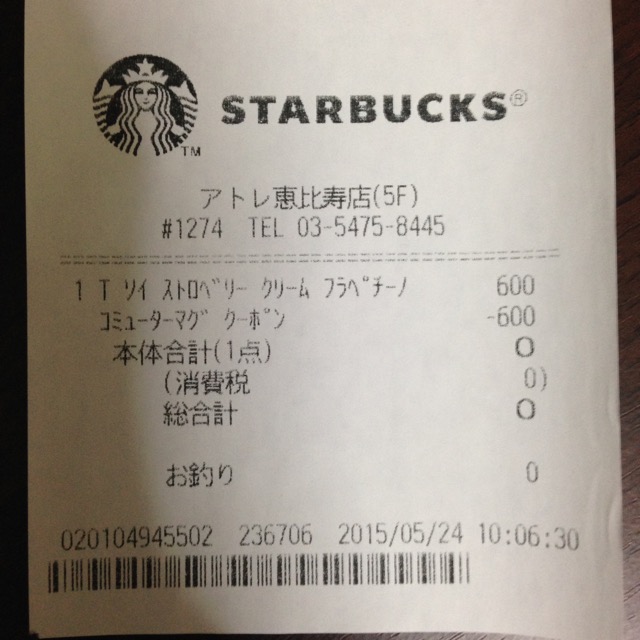 TM
STARBUCKS®
アトレ恵比寿店(5F)
#1274 TEL 03-5475-8445
1 T ソイ ストロベリー クリーム フラペチーノ 600
コミューターマグ クーポン -600
本体合計(1点) 0
(消費税 0)
総合計 0
お釣り 0
020104945502 236706 2015/05/24 10:06:30